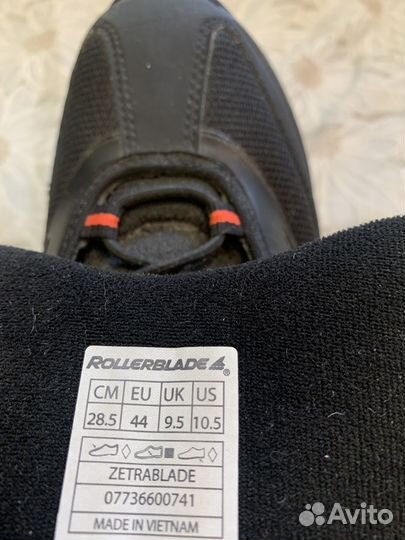 ROLLERBLADE ®
CM EU UK US
28.5 44 9.5 10.5
ZETRABLADE
07736600741
MADE IN VIETNAM
Avito